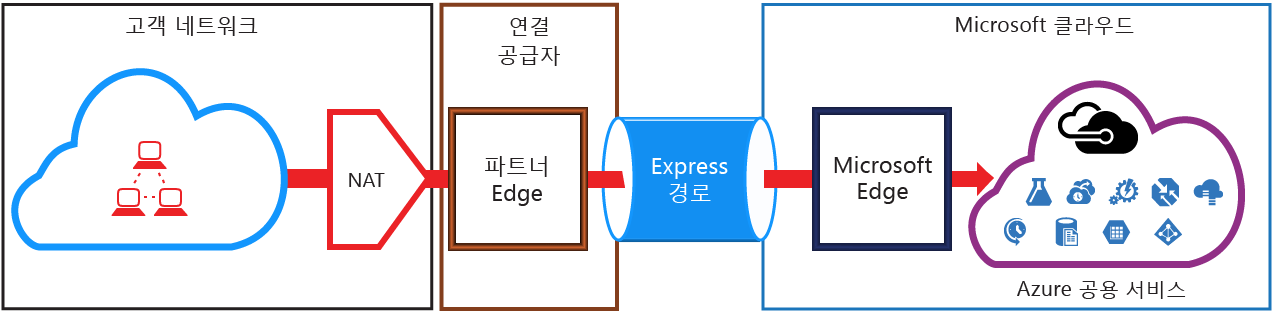 고객 네트워크
연결
공급자
Microsoft 클라우드
NAT
파트너
Edge
Express
경로
Microsoft
Edge
Azure 공용 서비스